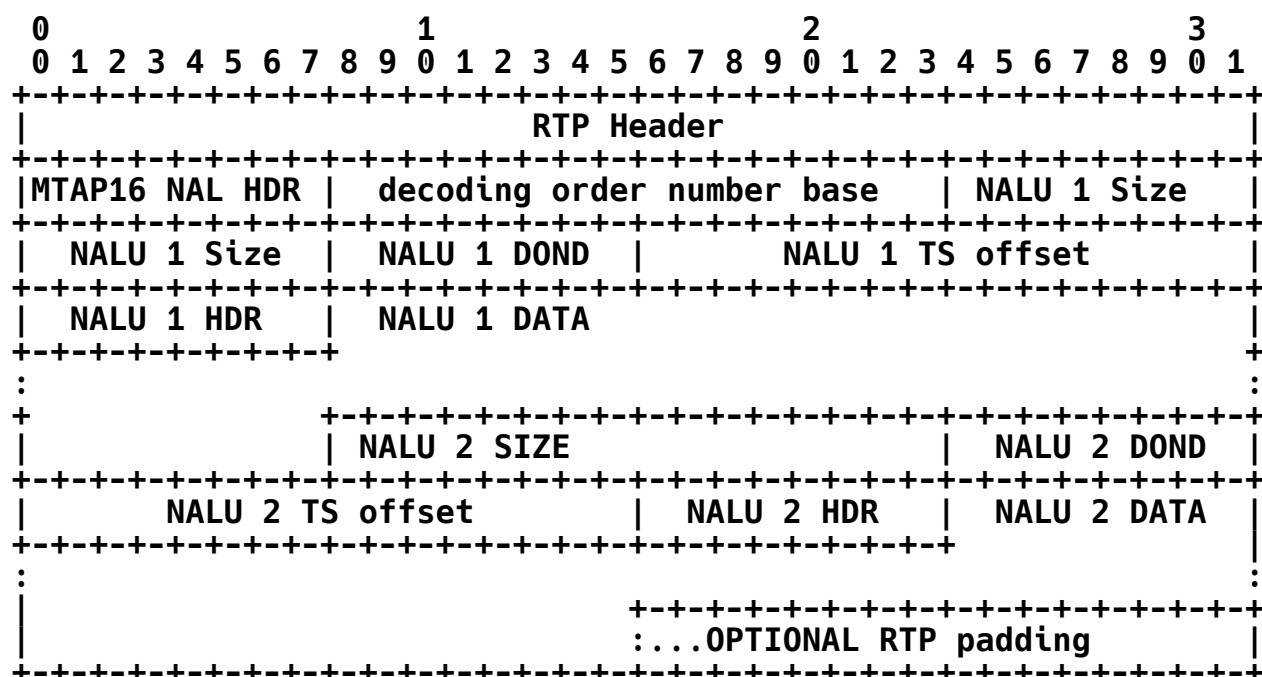 0                   1                   2                   3
 0 1 2 3 4 5 6 7 8 9 0 1 2 3 4 5 6 7 8 9 0 1 2 3 4 5 6 7 8 9 0 1
+-+-+-+-+-+-+-+-+-+-+-+-+-+-+-+-+-+-+-+-+-+-+-+-+-+-+-+-+-+-+-+-+
|                          RTP Header                           |
+-+-+-+-+-+-+-+-+-+-+-+-+-+-+-+-+-+-+-+-+-+-+-+-+-+-+-+-+-+-+-+-+
|MTAP16 NAL HDR |  decoding order number base   | NALU 1 Size   |
+-+-+-+-+-+-+-+-+-+-+-+-+-+-+-+-+-+-+-+-+-+-+-+-+-+-+-+-+-+-+-+-+
|  NALU 1 Size  |  NALU 1 DOND  |       NALU 1 TS offset        |
+-+-+-+-+-+-+-+-+-+-+-+-+-+-+-+-+-+-+-+-+-+-+-+-+-+-+-+-+-+-+-+-+
|  NALU 1 HDR   |  NALU 1 DATA                                  |
+-+-+-+-+-+-+-+-+                                               +
:                                                               :
+               +-+-+-+-+-+-+-+-+-+-+-+-+-+-+-+-+-+-+-+-+-+-+-+-+
|               | NALU 2 SIZE                   |  NALU 2 DOND  |
+-+-+-+-+-+-+-+-+-+-+-+-+-+-+-+-+-+-+-+-+-+-+-+-+-+-+-+-+-+-+-+-+
|       NALU 2 TS offset        |  NALU 2 HDR   |  NALU 2 DATA  |
+-+-+-+-+-+-+-+-+-+-+-+-+-+-+-+-+-+-+-+-+-+-+-+-+               |
:                                                               :
|                               +-+-+-+-+-+-+-+-+-+-+-+-+-+-+-+-+
|                               :...OPTIONAL RTP padding        |
+-+-+-+-+-+-+-+-+-+-+-+-+-+-+-+-+-+-+-+-+-+-+-+-+-+-+-+-+-+-+-+-+